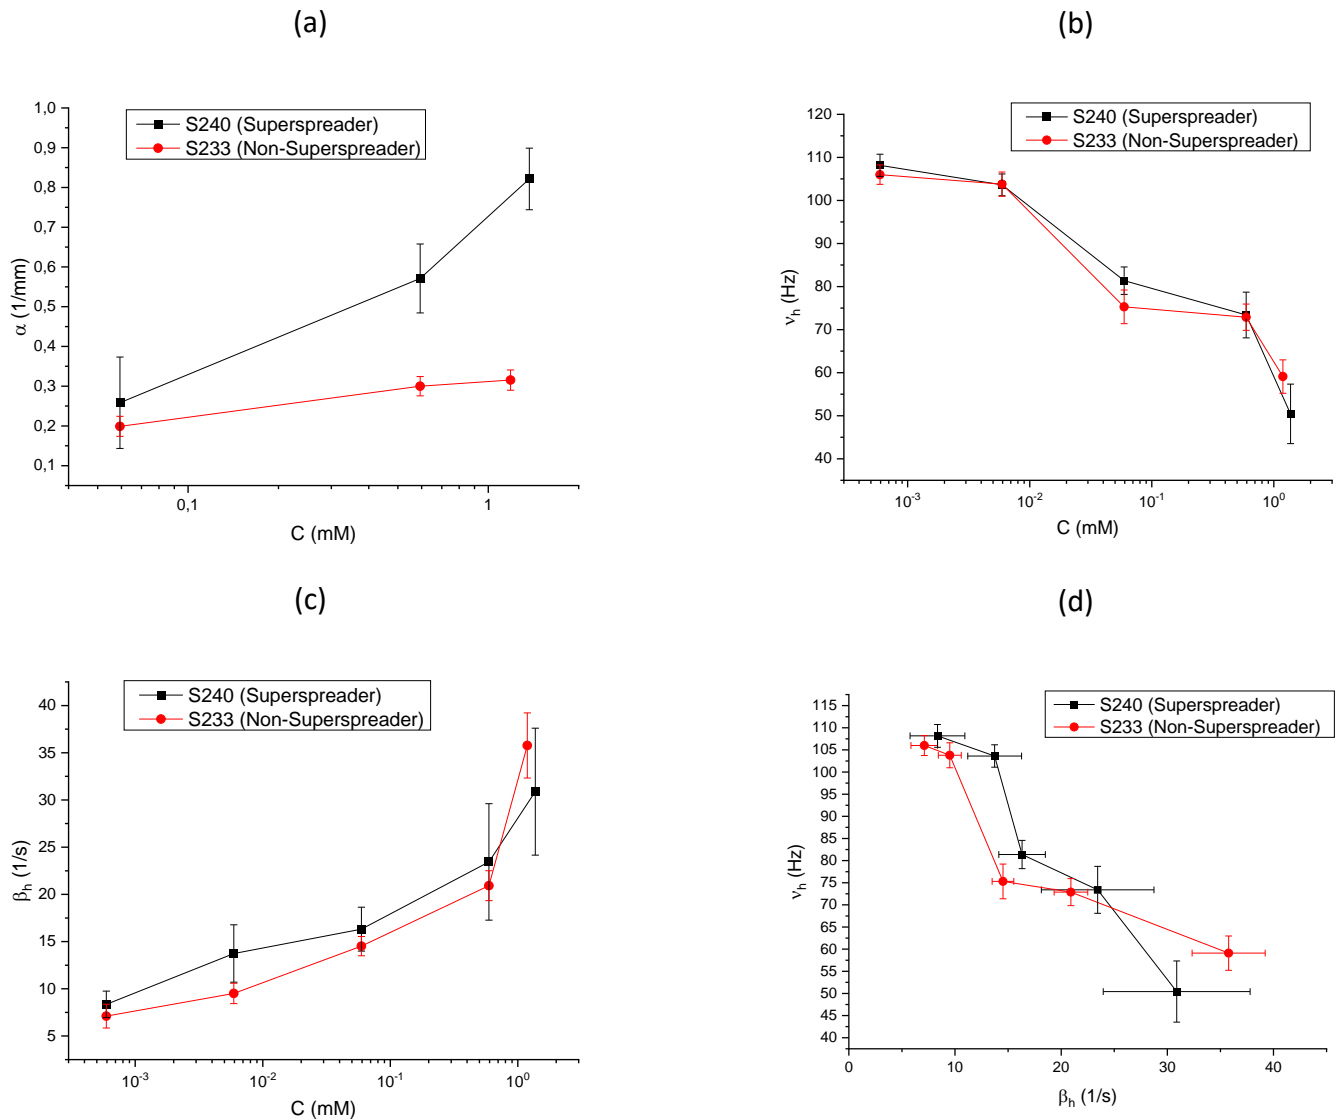 (a)
S240 (Superspreader)
S233 (Non-Superspreader)
1,0
0,9
0,8
0,7
0,6
0,5
0,4
0,3
0,2
0,1
α (1/mm)
0,1
1
C (mM)
(b)
S240 (Superspreader)
S233 (Non-Superspreader)
120
110
100
90
80
70
60
50
40
ν_h (Hz)
10⁻³
10⁻²
10⁻¹
10⁰
C (mM)
(c)
S240 (Superspreader)
S233 (Non-Superspreader)
40
35
30
25
20
15
10
5
β_h (1/s)
10⁻³
10⁻²
10⁻¹
10⁰
C (mM)
(d)
S240 (Superspreader)
S233 (Non-Superspreader)
115
110
105
100
95
90
85
80
75
70
65
60
55
50
45
40
ν_h (Hz)
0
10
20
30
40
β_h (1/s)